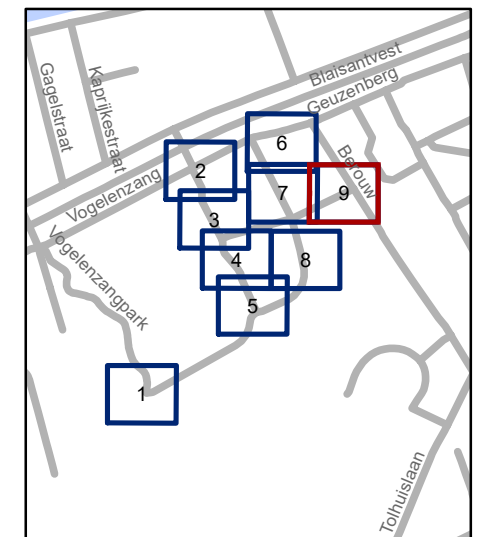 Blaisantvest
Geuzenberg
Gagelstraat
Kaprijkestraat
Berouw
Vogelenzang
Vogelenzangpark
Tolhuislaan
6
2
7
9
3
4
8
5
1